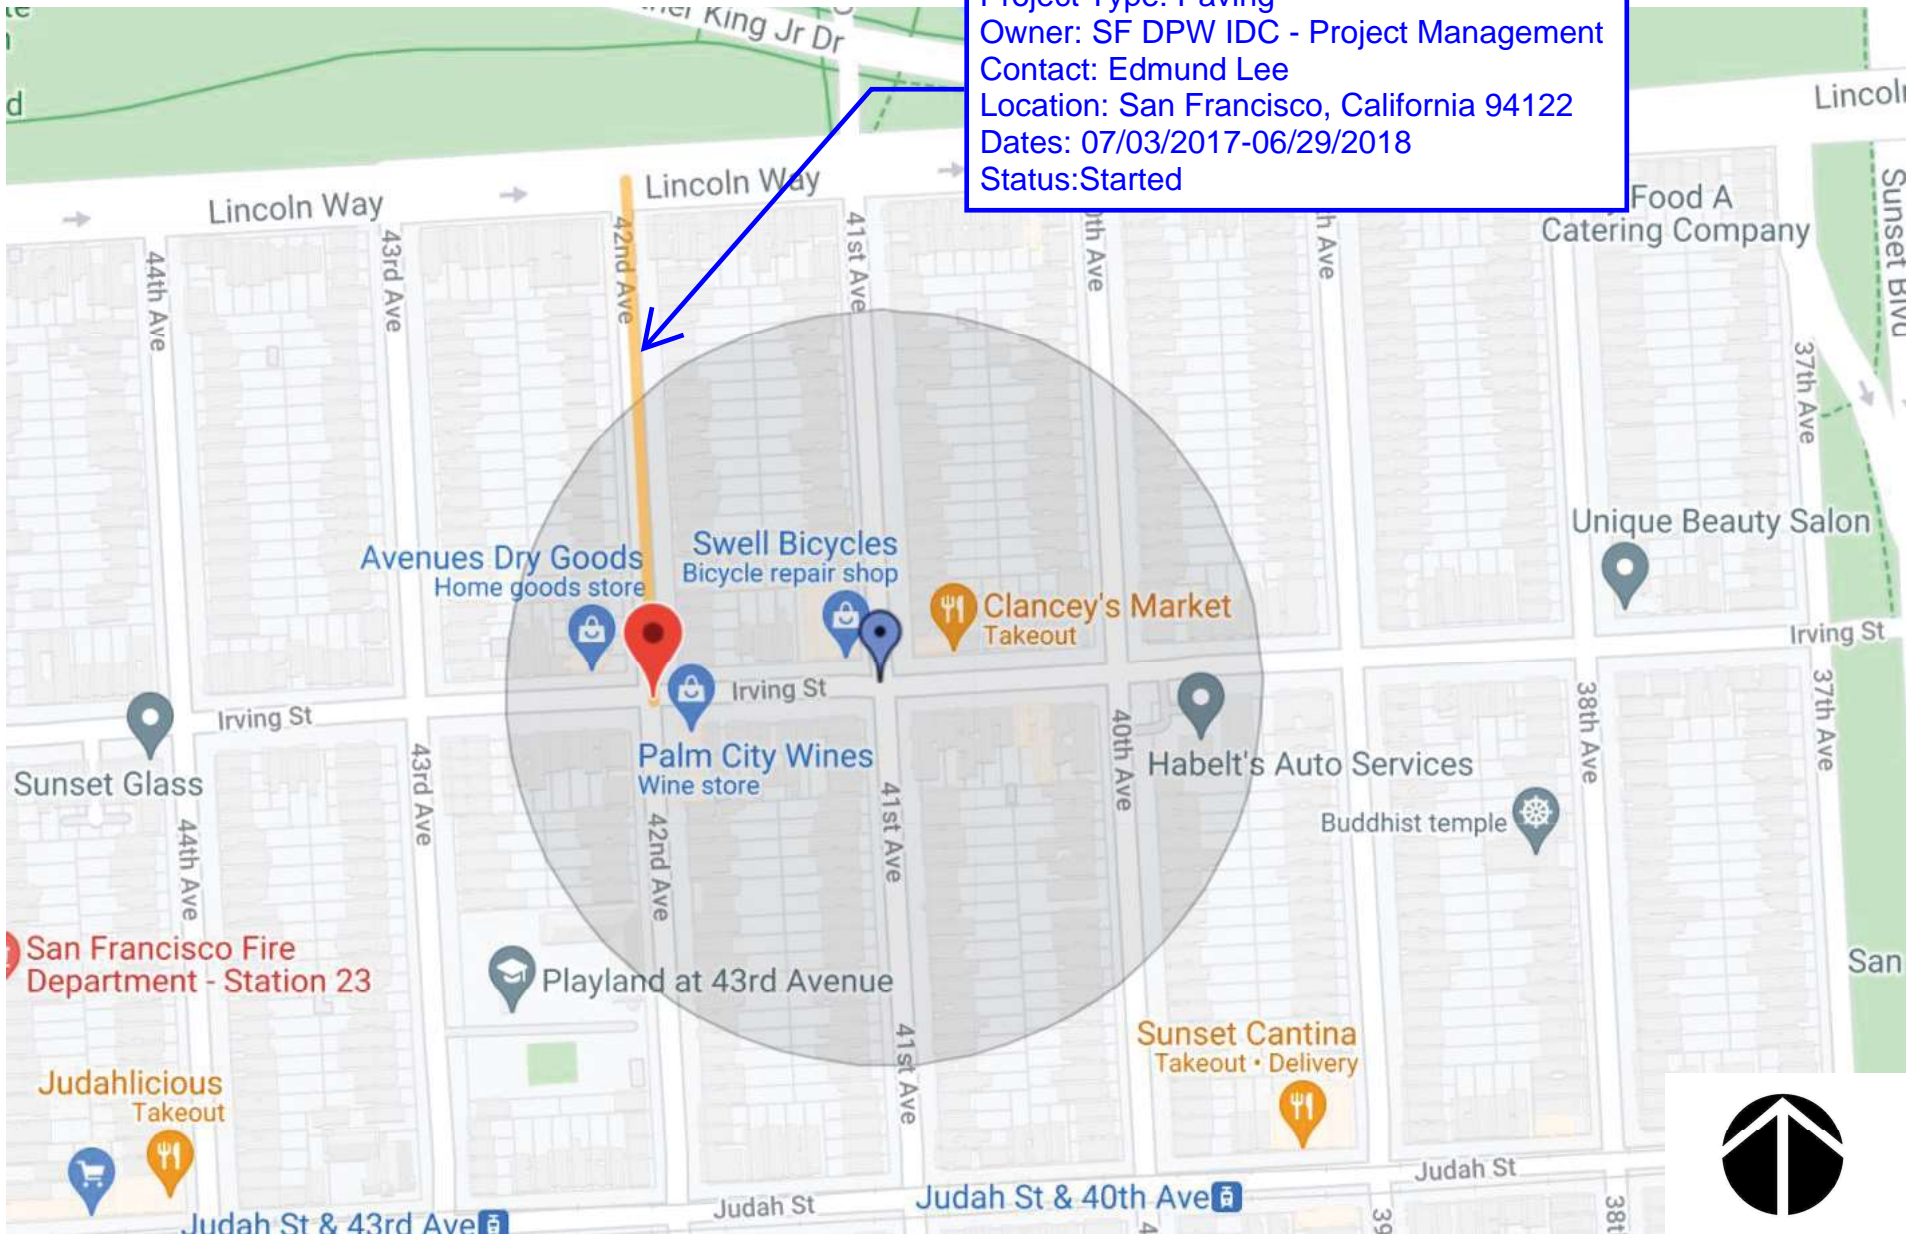 Project Type: Paving
Owner: SF DPW IDC - Project Management
Contact: Edmund Lee
Location: San Francisco, California 94122
Dates: 07/03/2017-06/29/2018
Status:Started
King Jr Dr
Lincoln Way
Lincoln Way
44th Ave
43rd Ave
42nd Ave
41st Ave
Ave
Ave
Food A
Catering Company
Sunset Blvd
37th Ave
Unique Beauty Salon
Avenues Dry Goods
Home goods store
Swell Bicycles
Bicycle repair shop
Clancey's Market
Takeout
Irving St
Irving St
Irving St
Sunset Glass
Palm City Wines
Wine store
Habelt's Auto Services
Buddhist temple
44th Ave
43rd Ave
42nd Ave
41st Ave
40th Ave
38th Ave
37th Ave
San Francisco Fire
Department - Station 23
Playland at 43rd Avenue
San
41st Ave
Sunset Cantina
Takeout • Delivery
Judahlicious
Takeout
Judah St
Judah St
Judah St & 40th Ave
Judah St & 43rd Ave